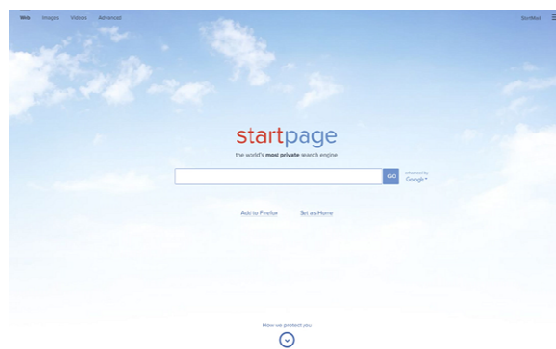 Web Images Videos Advanced
StartMail
startpage
the world's most private search engine
GO
enhanced by Google
Add to Firefox Set as Home
How we protect you